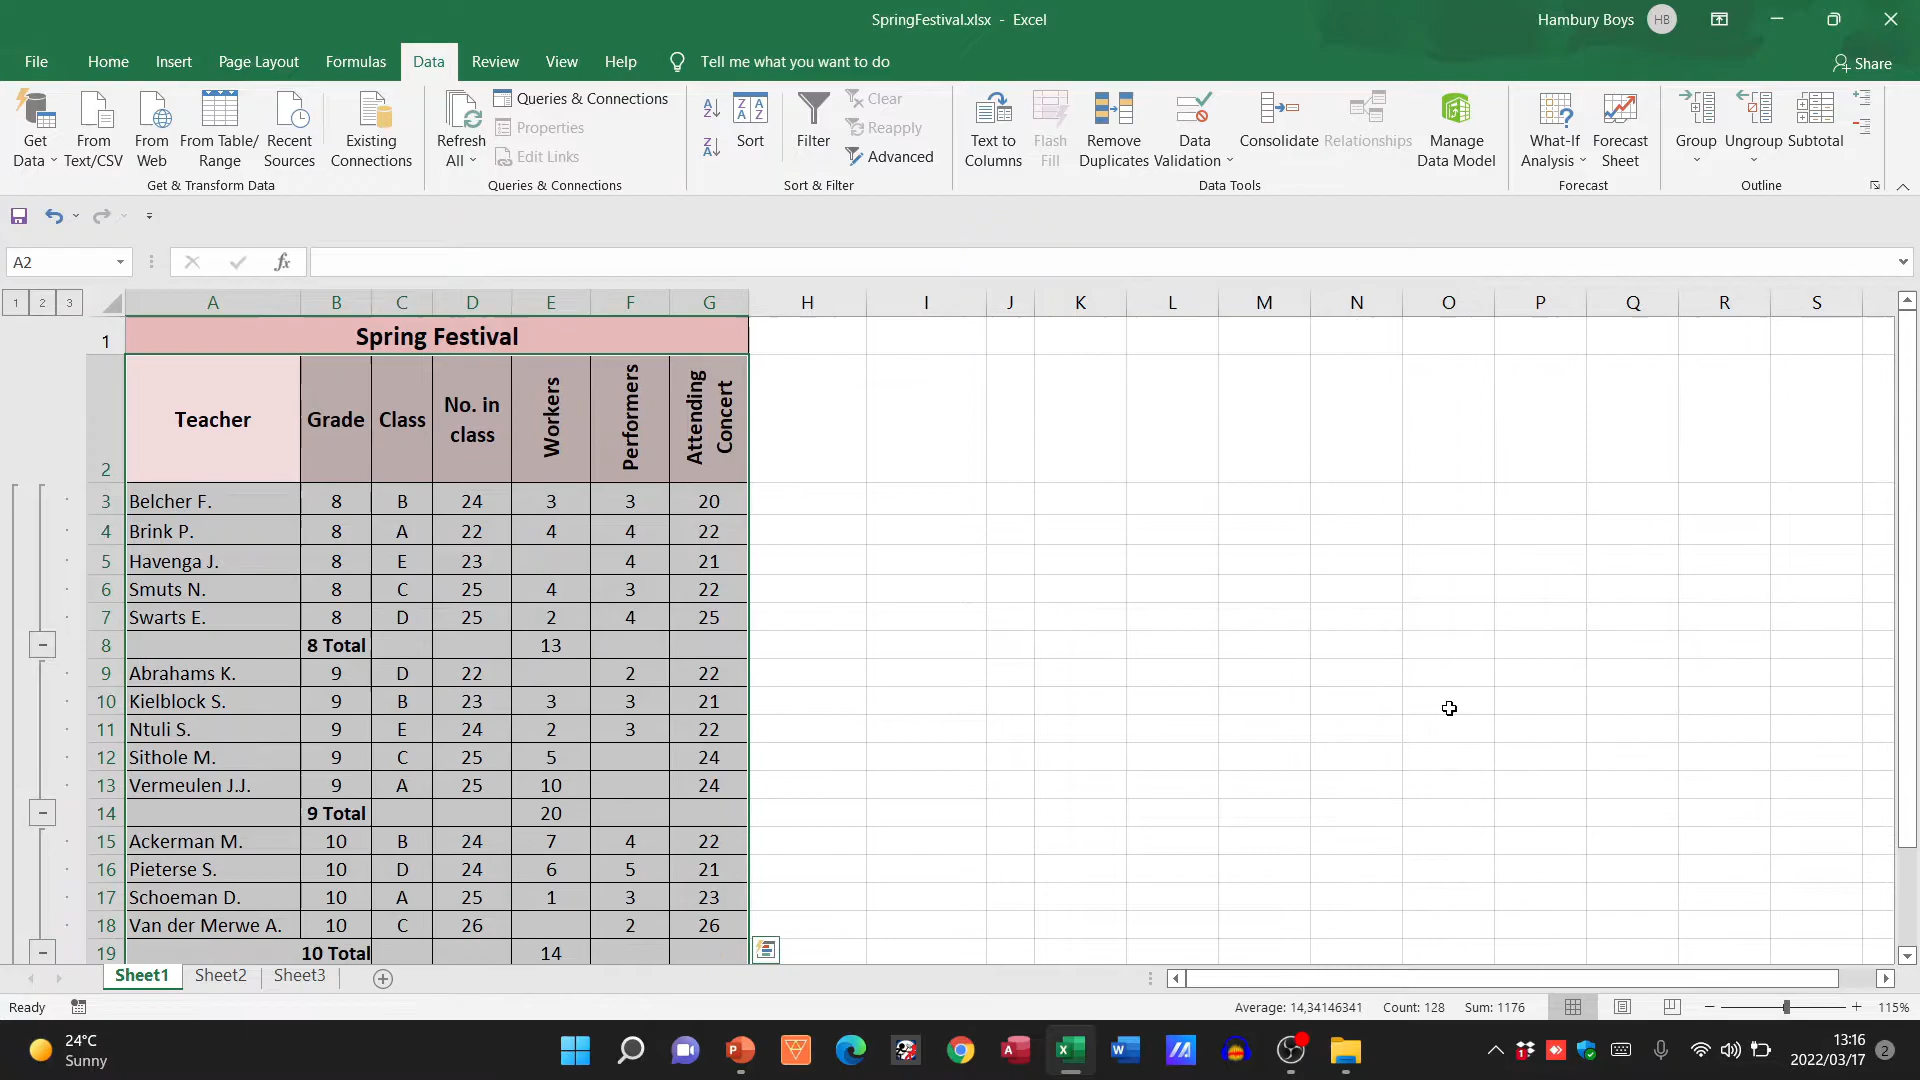 SpringFestival.xlsx - Excel
Hambury Boys HB
File Home Insert Page Layout Formulas Data Review View Help Tell me what you want to do Share
Get Data
From Text/CSV
From Web
From Table/ Range
Recent Sources
Existing Connections
Get & Transform Data
Refresh All
Queries & Connections
Properties
Edit Links
Queries & Connections
Sort
Filter
Clear
Reapply
Advanced
Sort & Filter
Text to Columns
Flash Fill
Remove Duplicates
Data Validation
Consolidate
Relationships
Manage Data Model
Data Tools
What-If Analysis
Forecast Sheet
Forecast
Group
Ungroup
Subtotal
Outline
A2 fx
1 2 3 A B C D E F G H I J K L M N O P Q R S
1 Spring Festival
2 Teacher Grade Class No. in class Workers Performers Attending Concert
3 Belcher F. 8 B 24 3 3 20
4 Brink P. 8 A 22 4 4 22
5 Havenga J. 8 E 23 4 21
6 Smuts N. 8 C 25 4 3 22
7 Swarts E. 8 D 25 2 4 25
8 8 Total 13
9 Abrahams K. 9 D 22 2 22
10 Kielblock S. 9 B 23 3 3 21
11 Ntuli S. 9 E 24 2 3 22
12 Sithole M. 9 C 25 5 24
13 Vermeulen J.J. 9 A 25 10 24
14 9 Total 20
15 Ackerman M. 10 B 24 7 4 22
16 Pieterse S. 10 D 24 6 5 21
17 Schoeman D. 10 A 25 1 3 23
18 Van der Merwe A. 10 C 26 2 26
19 10 Total 14
Sheet1 Sheet2 Sheet3
Ready Average: 14,34146341 Count: 128 Sum: 1176 115%
24°C
Sunny
13:16
2022/03/17 2